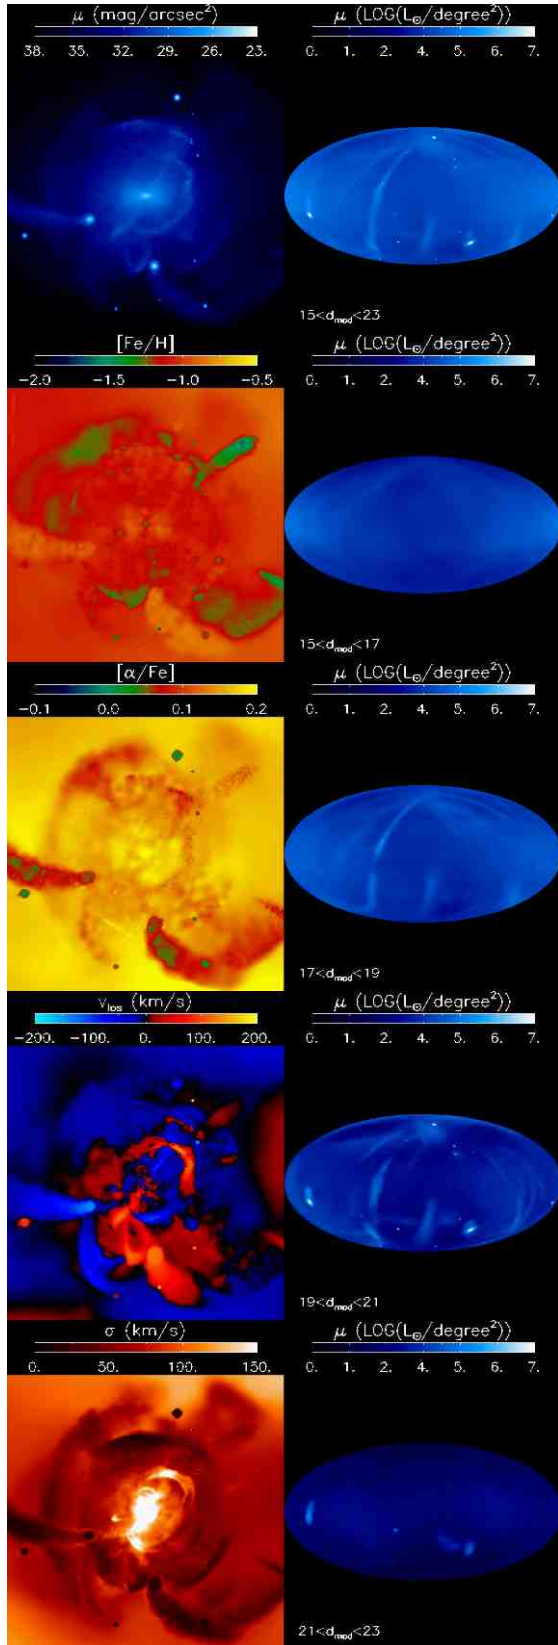 μ (mag/arcsec²)
38. 35. 32. 29. 26. 23.
μ (LOG(L⊙/degree²))
0. 1. 2. 3. 4. 5. 6. 7.
15<d_mod<23
[Fe/H]
−2.0 −1.5 −1.0 −0.5
μ (LOG(L⊙/degree²))
0. 1. 2. 3. 4. 5. 6. 7.
15<d_mod<17
[α/Fe]
−0.1 0.0 0.1 0.2
μ (LOG(L⊙/degree²))
0. 1. 2. 3. 4. 5. 6. 7.
17<d_mod<19
v_los (km/s)
−200. −100. 0. 100. 200.
μ (LOG(L⊙/degree²))
0. 1. 2. 3. 4. 5. 6. 7.
19<d_mod<21
σ (km/s)
0. 50. 100. 150.
μ (LOG(L⊙/degree²))
0. 1. 2. 3. 4. 5. 6. 7.
21<d_mod<23